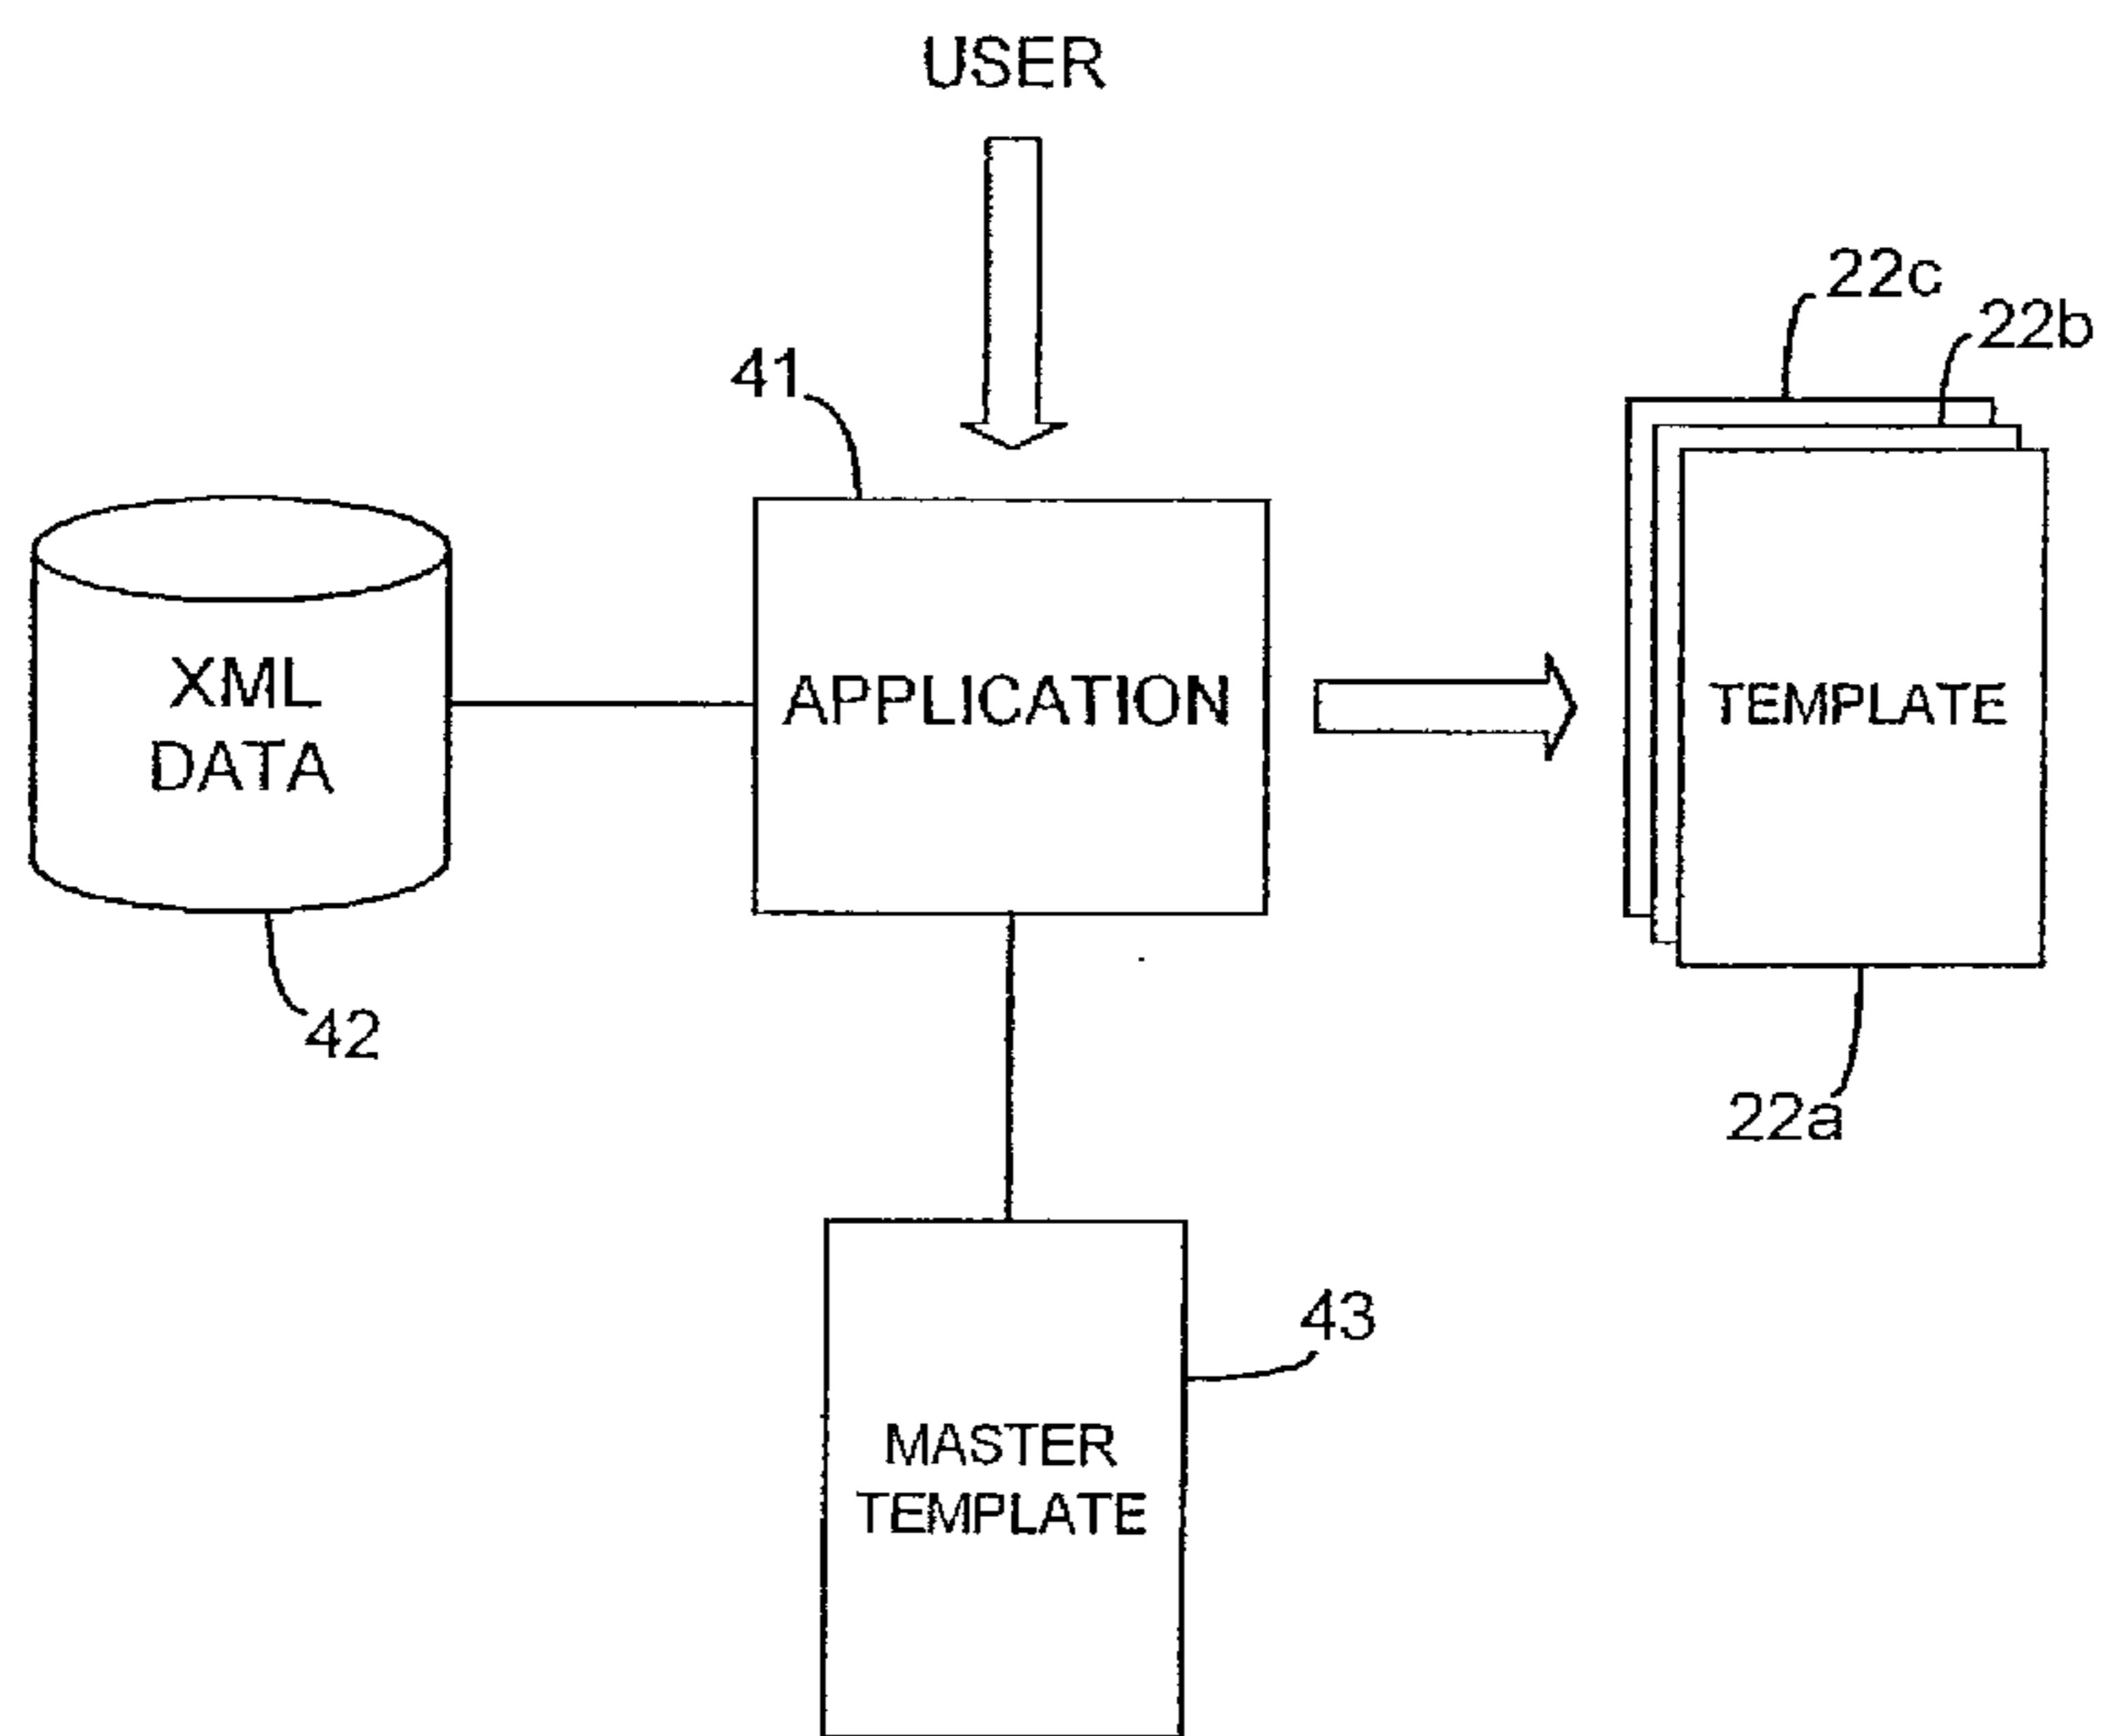 USER
22c
22b
41
XML
DATA
APPLICATION
TEMPLATE
42
22a
43
MASTER
TEMPLATE